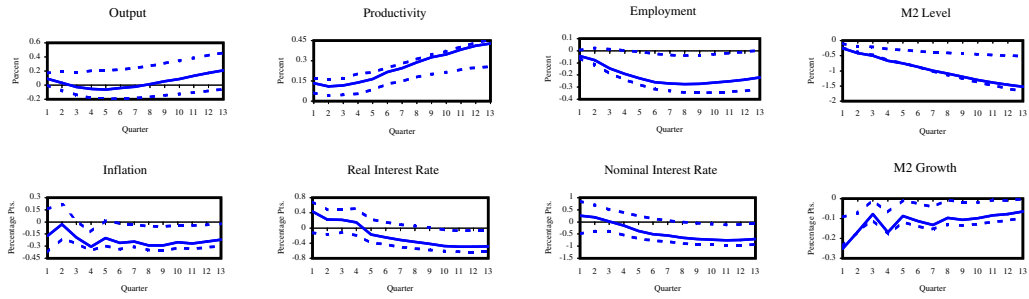 Output
Percent
0.6
0.4
0.2
0
-0.2
1 2 3 4 5 6 7 8 9 10 11 12 13
Quarter
Productivity
Percent
0.45
0.3
0.15
0
1 2 3 4 5 6 7 8 9 10 11 12 13
Quarter
Employment
Percent
0.1
0
-0.1
-0.2
-0.3
-0.4
1 2 3 4 5 6 7 8 9 10 11 12 13
Quarter
M2 Level
Percent
0
-0.5
-1
-1.5
-2
1 2 3 4 5 6 7 8 9 10 11 12 13
Quarter
Inflation
Percentage Pts.
0.3
0.15
0
-0.15
-0.3
-0.45
1 2 3 4 5 6 7 8 9 10 11 12 13
Quarter
Real Interest Rate
Percentage Pts.
0.8
0.4
0
-0.4
-0.8
1 2 3 4 5 6 7 8 9 10 11 12 13
Quarter
Nominal Interest Rate
Percentage Pts.
1
0.5
0
-0.5
-1
-1.5
1 2 3 4 5 6 7 8 9 10 11 12 13
Quarter
M2 Growth
Percentage Pts.
0
-0.1
-0.2
-0.3
1 2 3 4 5 6 7 8 9 10 11 12 13
Quarter